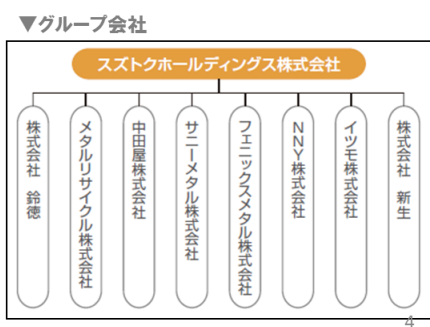 ▼グループ会社
スズトクホールディングス株式会社
株式会社 鈴徳
メタルリサイクル株式会社
中田屋株式会社
サニーメタル株式会社
フェニックスメタル株式会社
NNY株式会社
イツモ株式会社
株式会社 新生
4